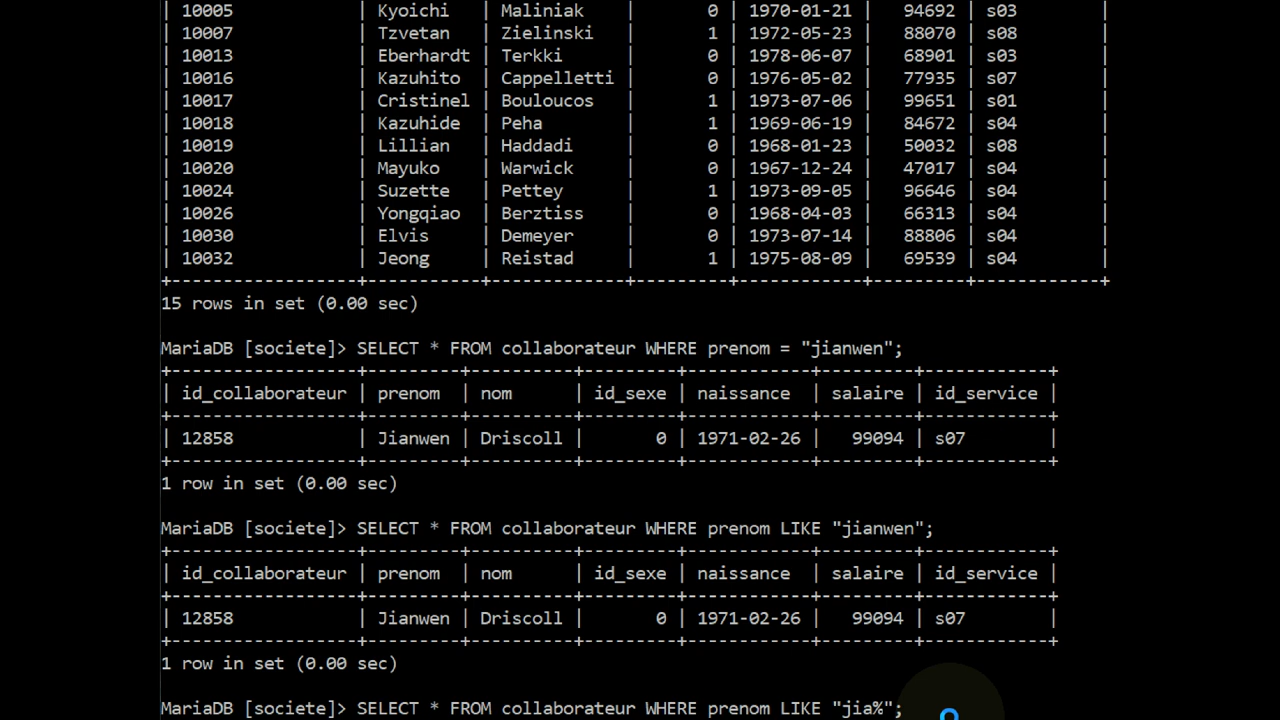 | 10005            | Kyoichi   | Maliniak    |       0 | 1970-01-21 |   94692 | s03        |
| 10007            | Tzvetan   | Zielinski   |       1 | 1972-05-23 |   88070 | s08        |
| 10013            | Eberhardt | Terkki      |       0 | 1978-06-07 |   68901 | s03        |
| 10016            | Kazuhito  | Cappelletti |       0 | 1976-05-02 |   77935 | s07        |
| 10017            | Cristinel | Bouloucos   |       1 | 1973-07-06 |   99651 | s01        |
| 10018            | Kazuhide  | Peha        |       1 | 1969-06-19 |   84672 | s04        |
| 10019            | Lillian   | Haddadi     |       0 | 1968-01-23 |   50032 | s08        |
| 10020            | Mayuko    | Warwick     |       0 | 1967-12-24 |   47017 | s04        |
| 10024            | Suzette   | Pettey      |       1 | 1973-09-05 |   96646 | s04        |
| 10026            | Yongqiao  | Berztiss    |       0 | 1968-04-03 |   66313 | s04        |
| 10030            | Elvis     | Demeyer     |       0 | 1973-07-14 |   88806 | s04        |
| 10032            | Jeong     | Reistad     |       1 | 1975-08-09 |   69539 | s04        |
+------------------+-----------+-------------+---------+------------+---------+------------+
15 rows in set (0.00 sec)
MariaDB [societe]> SELECT * FROM collaborateur WHERE prenom = "jianwen";
+------------------+---------+----------+---------+------------+---------+------------+
| id_collaborateur | prenom  | nom      | id_sexe | naissance  | salaire | id_service |
+------------------+---------+----------+---------+------------+---------+------------+
| 12858            | Jianwen | Driscoll |       0 | 1971-02-26 |   99094 | s07        |
+------------------+---------+----------+---------+------------+---------+------------+
1 row in set (0.00 sec)
MariaDB [societe]> SELECT * FROM collaborateur WHERE prenom LIKE "jianwen";
+------------------+---------+----------+---------+------------+---------+------------+
| id_collaborateur | prenom  | nom      | id_sexe | naissance  | salaire | id_service |
+------------------+---------+----------+---------+------------+---------+------------+
| 12858            | Jianwen | Driscoll |       0 | 1971-02-26 |   99094 | s07        |
+------------------+---------+----------+---------+------------+---------+------------+
1 row in set (0.00 sec)
MariaDB [societe]> SELECT * FROM collaborateur WHERE prenom LIKE "jia%";